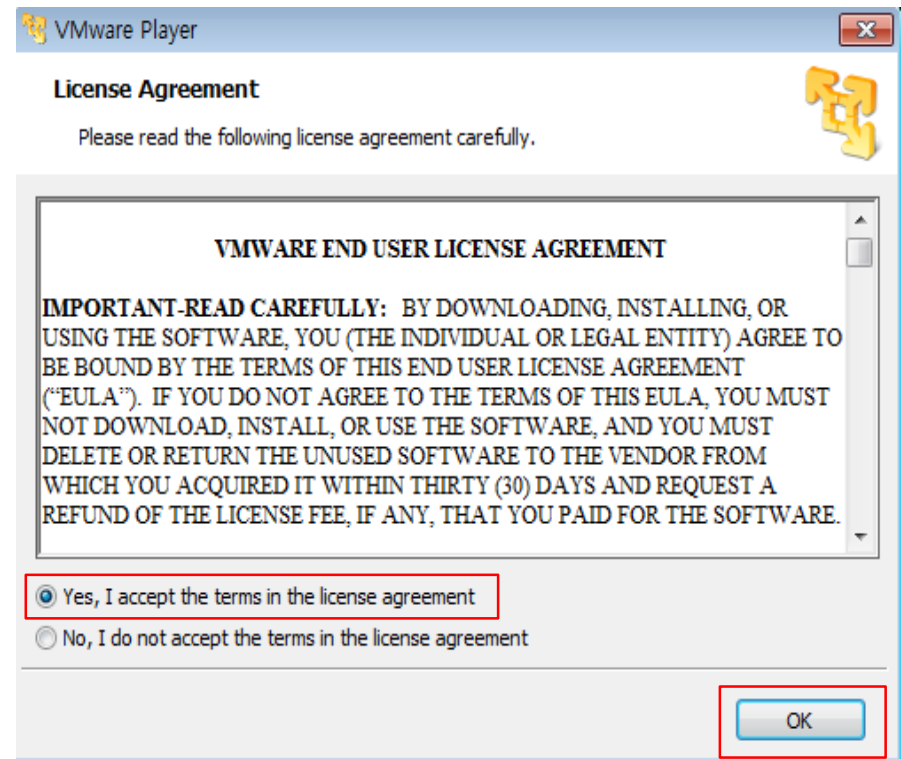 VMware Player
License Agreement
Please read the following license agreement carefully.
VMWARE END USER LICENSE AGREEMENT
IMPORTANT-READ CAREFULLY: BY DOWNLOADING, INSTALLING, OR
USING THE SOFTWARE, YOU (THE INDIVIDUAL OR LEGAL ENTITY) AGREE TO
BE BOUND BY THE TERMS OF THIS END USER LICENSE AGREEMENT
(“EULA”). IF YOU DO NOT AGREE TO THE TERMS OF THIS EULA, YOU MUST
NOT DOWNLOAD, INSTALL, OR USE THE SOFTWARE, AND YOU MUST
DELETE OR RETURN THE UNUSED SOFTWARE TO THE VENDOR FROM
WHICH YOU ACQUIRED IT WITHIN THIRTY (30) DAYS AND REQUEST A
REFUND OF THE LICENSE FEE, IF ANY, THAT YOU PAID FOR THE SOFTWARE.
Yes, I accept the terms in the license agreement
No, I do not accept the terms in the license agreement
OK